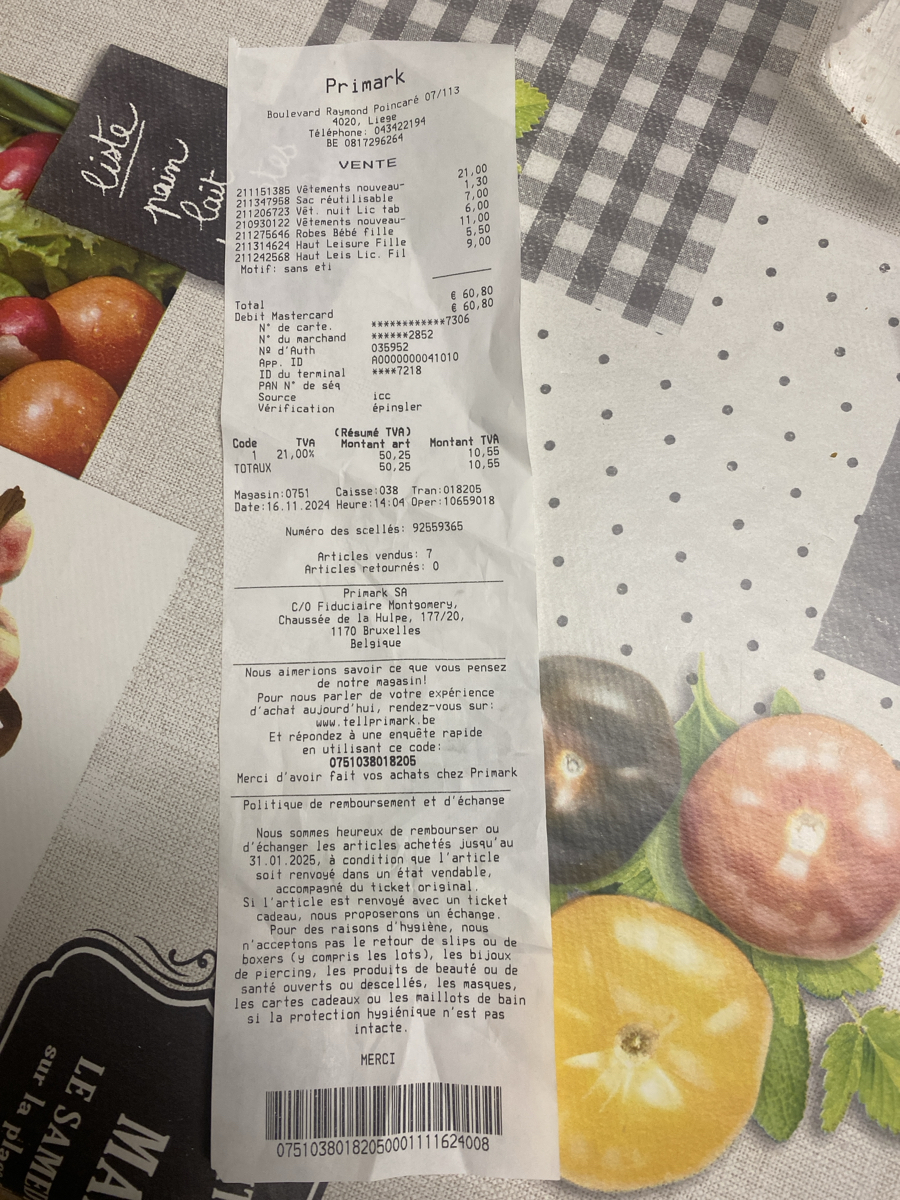 Primark
Boulevard Raymond Poincaré 07/113
4020, Liege
Téléphone: 043422194
BE 0817296264
VENTE
211151385 Vêtements nouveau- 21,00
211347958 Sac réutilisable 1,30
211206723 Vêt. nuit Lic tab 7,00
210930122 Vêtements nouveau- 6,00
211275646 Robes Bébé fille 11,00
211314624 Haut Leisure Fille 5,50
211242568 Haut Leis Lic. Fil 9,00
Motif: sans eti
Total € 60,80
Debit Mastercard € 60,80
N° de carte. ************7306
N° du marchand ******2852
Nº d'Auth 035952
App. ID A0000000041010
ID du terminal ****7218
PAN N° de séq
Source icc
Vérification épingler
(Résumé TVA)
Code TVA Montant art Montant TVA
1 21,00% 50,25 10,55
TOTAUX 50,25 10,55
Magasin:0751 Caisse:038 Tran:018205
Date:16.11.2024 Heure:14:04 Oper:10659018
Numéro des scellés: 92559365
Articles vendus: 7
Articles retournés: 0
Primark SA
C/O Fiduciaire Montgomery,
Chaussée de la Hulpe, 177/20,
1170 Bruxelles
Belgique
Nous aimerions savoir ce que vous pensez
de notre magasin!
Pour nous parler de votre expérience
d'achat aujourd'hui, rendez-vous sur:
www.tellprimark.be
Et répondez à une enquête rapide
en utilisant ce code:
0751038018205
Merci d'avoir fait vos achats chez Primark
Politique de remboursement et d'échange
Nous sommes heureux de rembourser ou
d'échanger les articles achetés jusqu'au
31.01.2025, à condition que l'article
soit renvoyé dans un état vendable,
accompagné du ticket original.
Si l'article est renvoyé avec un ticket
cadeau, nous proposerons un échange.
Pour des raisons d'hygiène, nous
n'acceptons pas le retour de slips ou de
boxers (y compris les lots), les bijoux
de piercing, les produits de beauté ou de
santé ouverts ou descellés, les masques,
les cartes cadeaux ou les maillots de bain
si la protection hygiénique n'est pas
intacte.
MERCI
07510380182050001111624008
liste
pain
lait
LE SAME
sur la
MA